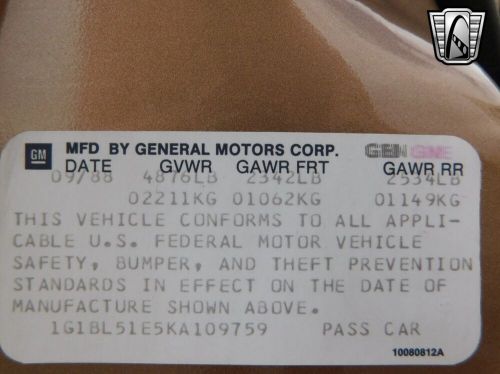 GM MFD BY GENERAL MOTORS CORP. GEN GNE
DATE GVWR GAWR FRT GAWR RR
09/88 4876LB 2342LB 2534LB
02211KG 01062KG 01149KG
THIS VEHICLE CONFORMS TO ALL APPLI-
CABLE U.S. FEDERAL MOTOR VEHICLE
SAFETY, BUMPER, AND THEFT PREVENTION
STANDARDS IN EFFECT ON THE DATE OF
MANUFACTURE SHOWN ABOVE.
1G1BL51E5KA109759 PASS CAR
10080812A